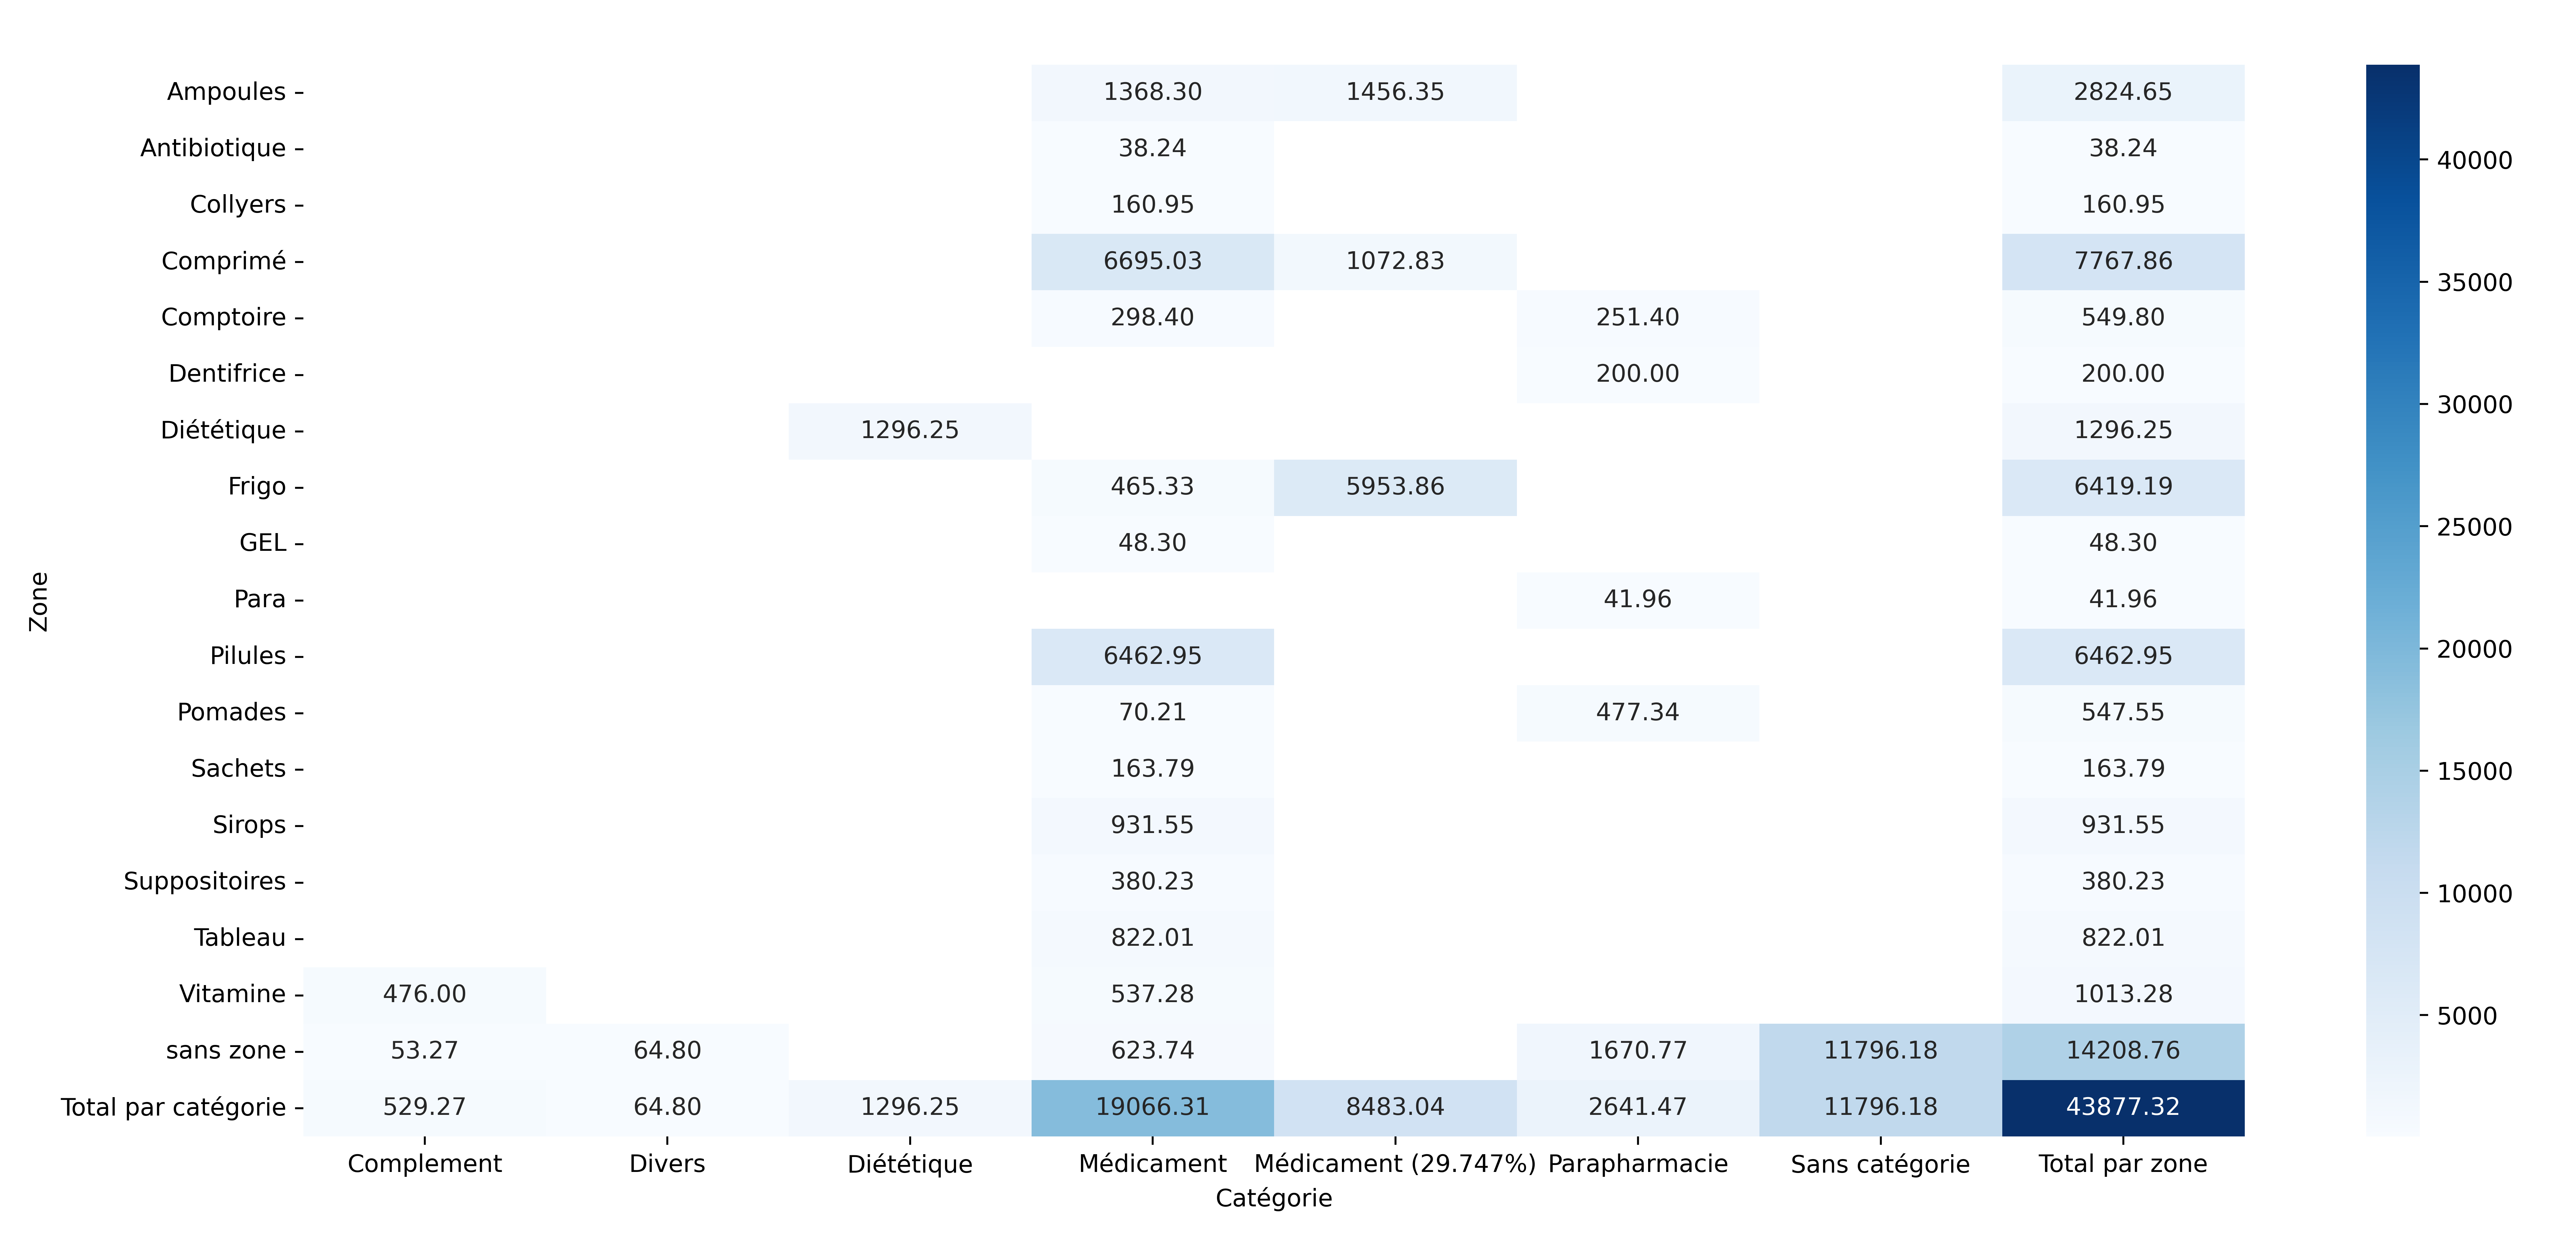 Ampoules 1368.30 1456.35 2824.65
Antibiotique 38.24 38.24
40000
Collyers 160.95 160.95
Comprimé 6695.03 1072.83 7767.86
35000
Comptoire 298.40 251.40 549.80
Dentifrice 200.00 200.00
30000
Diététique 1296.25 1296.25
Frigo 465.33 5953.86 6419.19
25000
GEL 48.30 48.30
Zone
Para 41.96 41.96
Pilules 6462.95 6462.95
20000
Pomades 70.21 477.34 547.55
Sachets 163.79 163.79
15000
Sirops 931.55 931.55
Suppositoires 380.23 380.23
10000
Tableau 822.01 822.01
Vitamine 476.00 537.28 1013.28
5000
sans zone 53.27 64.80 623.74 1670.77 11796.18 14208.76
Total par catégorie 529.27 64.80 1296.25 19066.31 8483.04 2641.47 11796.18 43877.32
Complement Divers Diététique Médicament Médicament (29.747%) Parapharmacie Sans catégorie Total par zone
Catégorie